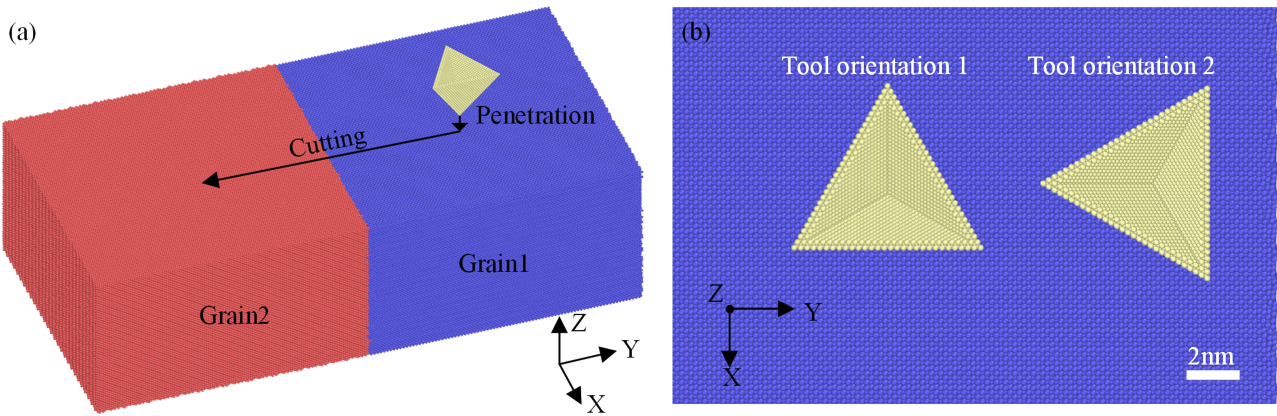 (a)
Penetration
Cutting
Grain1
Grain2
Z
Y
X
(b)
Tool orientation 1
Tool orientation 2
Z
Y
X
2nm